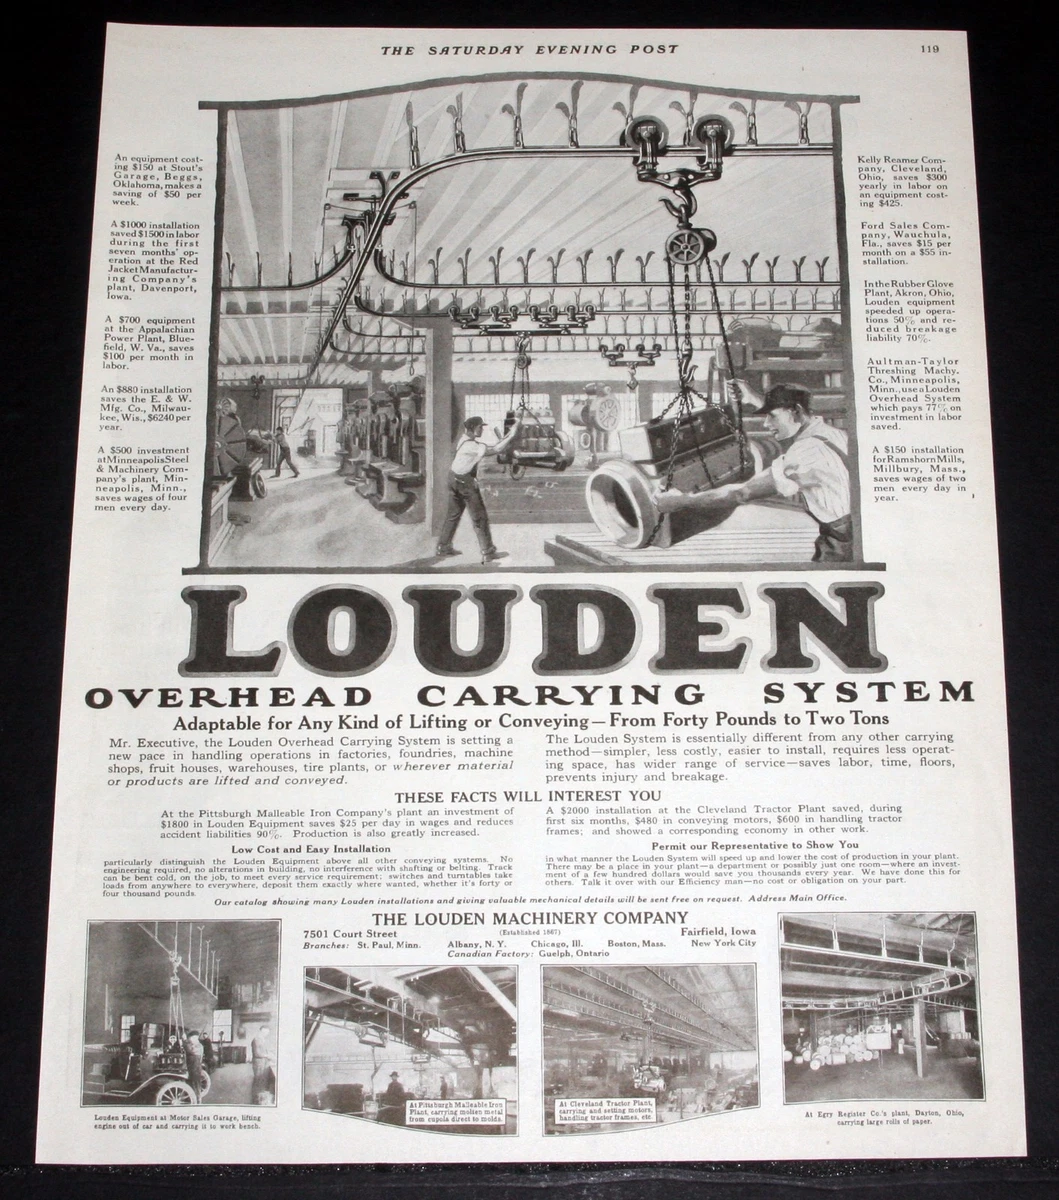 THE SATURDAY EVENING POST
119
An equipment cost-
ing $150 at Stout's
Garage, Beggs,
Oklahoma, makes a
saving of $50 per
week.
A $1000 installation
saved $1500 in labor
during the first
seven months' op-
eration at the Red
Jacket Manufactur-
ing Company's
plant, Davenport,
Iowa.
A $700 equipment
at the Appalachian
Power Plant, Blue-
field, W. Va., saves
$100 per month in
labor.
An $880 installation
saves the E. & W.
Mfg. Co., Milwau-
kee, Wis., $6240 per
year.
A $500 investment
at Minneapolis Steel
& Machinery Com-
pany's plant, Min-
neapolis, Minn.,
saves wages of four
men every day.
Kelly Reamer Com-
pany, Cleveland,
Ohio, saves $300
yearly in labor on
an equipment cost-
ing $425.
Ford Sales Com-
pany, Wauchula,
Fla., saves $15 per
month on a $55 in-
stallation.
In the Rubber Glove
Plant, Akron, Ohio,
Louden equipment
speeded up opera-
tions 50% and re-
duced breakage
liability 70%.
Aultman-Taylor
Threshing Machy.
Co., Minneapolis,
Minn., use a Louden
Overhead System
which pays 77% on
investment in labor
saved.
A $150 installation
for Ramshorn Mills,
Millbury, Mass.,
saves wages of two
men every day in
year.
LOUDEN
OVERHEAD CARRYING SYSTEM
Adaptable for Any Kind of Lifting or Conveying—From Forty Pounds to Two Tons
Mr. Executive, the Louden Overhead Carrying System is setting a
new pace in handling operations in factories, foundries, machine
shops, fruit houses, warehouses, tire plants, or wherever material
or products are lifted and conveyed.
The Louden System is essentially different from any other carrying
method—simpler, less costly, easier to install, requires less operat-
ing space, has wider range of service—saves labor, time, floors,
prevents injury and breakage.
THESE FACTS WILL INTEREST YOU
At the Pittsburgh Malleable Iron Company's plant an investment of
$1800 in Louden Equipment saves $25 per day in wages and reduces
accident liabilities 90%. Production is also greatly increased.
A $2000 installation at the Cleveland Tractor Plant saved, during
first six months, $480 in conveying motors, $600 in handling tractor
frames; and showed a corresponding economy in other work.
Low Cost and Easy Installation
particularly distinguish the Louden Equipment above all other conveying systems. No
engineering required, no alterations in building, no interference with shafting or belting. Track
can be bent cold, on the job, to meet every service requirement; switches and turntables take
loads from anywhere to everywhere, deposit them exactly where wanted, whether it's forty or
four thousand pounds.
Permit our Representative to Show You
in what manner the Louden System will speed up and lower the cost of production in your plant.
There may be a place in your plant—a department or possibly just one room—where an invest-
ment of a few hundred dollars would save you thousands every year. We have done this for
others. Talk it over with our Efficiency man—no cost or obligation on your part.
Our catalog showing many Louden installations and giving valuable mechanical details will be sent free on request. Address Main Office.
THE LOUDEN MACHINERY COMPANY
7501 Court Street (Established 1867) Fairfield, Iowa
Branches: St. Paul, Minn. Albany, N. Y. Chicago, Ill. Boston, Mass. New York City
Canadian Factory: Guelph, Ontario
Louden Equipment at Motor Sales Garage, lifting
engine out of car and carrying it to work bench.
At Pittsburgh Malleable Iron
Plant, carrying molten metal
from cupola direct to molds.
At Cleveland Tractor Plant,
carrying and setting motors,
handling tractor frames, etc.
At Egry Register Co.'s plant, Dayton, Ohio,
carrying large rolls of paper.